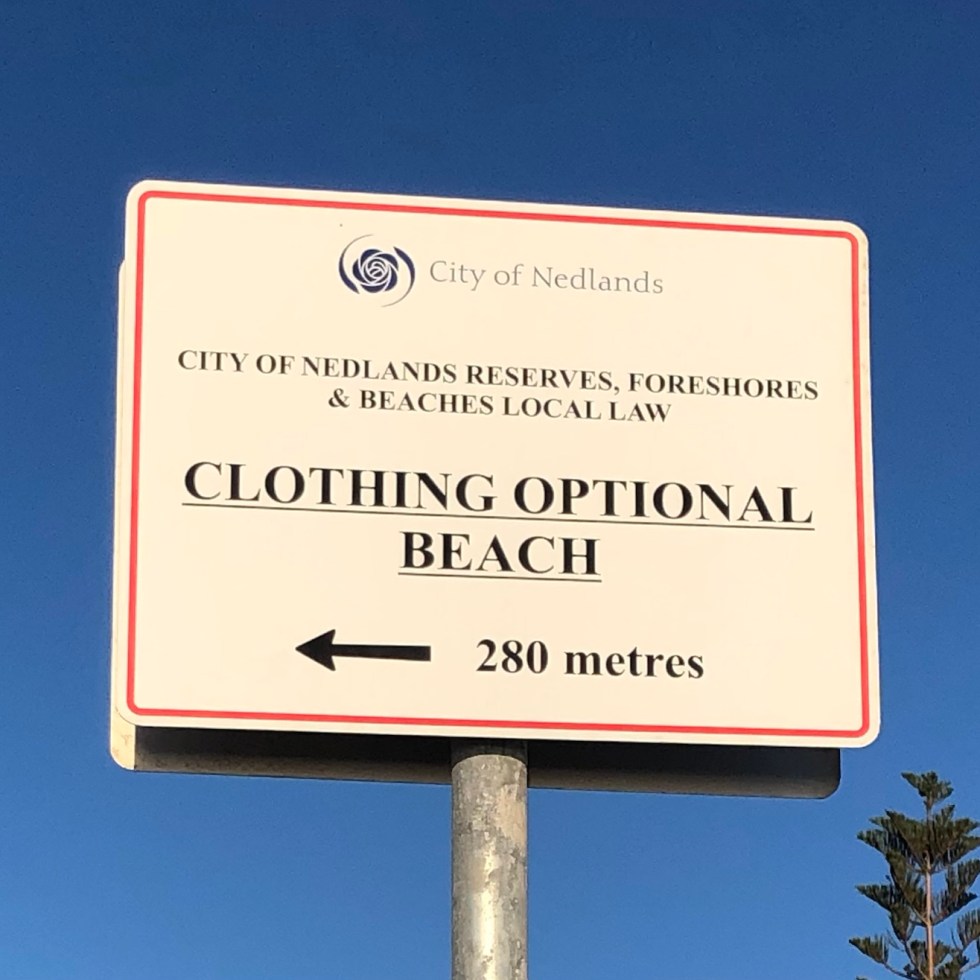 City of Nedlands
CITY OF NEDLANDS RESERVES, FORESHORES
& BEACHES LOCAL LAW
CLOTHING OPTIONAL
BEACH
280 metres